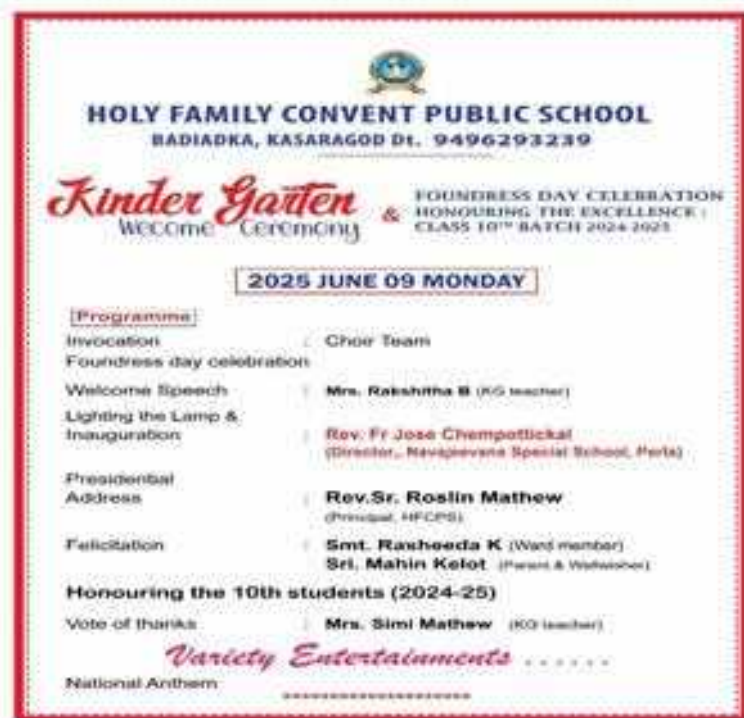 HOLY FAMILY CONVENT PUBLIC SCHOOL
BADIADKA, KASARAGOD Dt. 9496293239
Kinder Garten
Wecome Ceremony
&
FOUNDRESS DAY CELEBRATION
HONOURING THE EXCELLENCE :
CLASS 10TH BATCH 2024-2025
2025 JUNE 09 MONDAY
Programme
Invocation : Choir Team
Foundress day celebration
Welcome Speech : Mrs. Rakshitha B (KG teacher)
Lighting the Lamp &
Inauguration : Rev. Fr Jose Chempottickal
(Director,, Navajeevana Special School, Perla)
Presidential
Address : Rev.Sr. Roslin Mathew
(Principal, HFCPS)
Felicitation : Smt. Rasheeda K (Ward member)
Sri. Mahin Kelot (Parent & Wellwisher)
Honouring the 10th students (2024-25)
Vote of thanks : Mrs. Simi Mathew (KG teacher)
Variety Entertainments ......
National Anthem